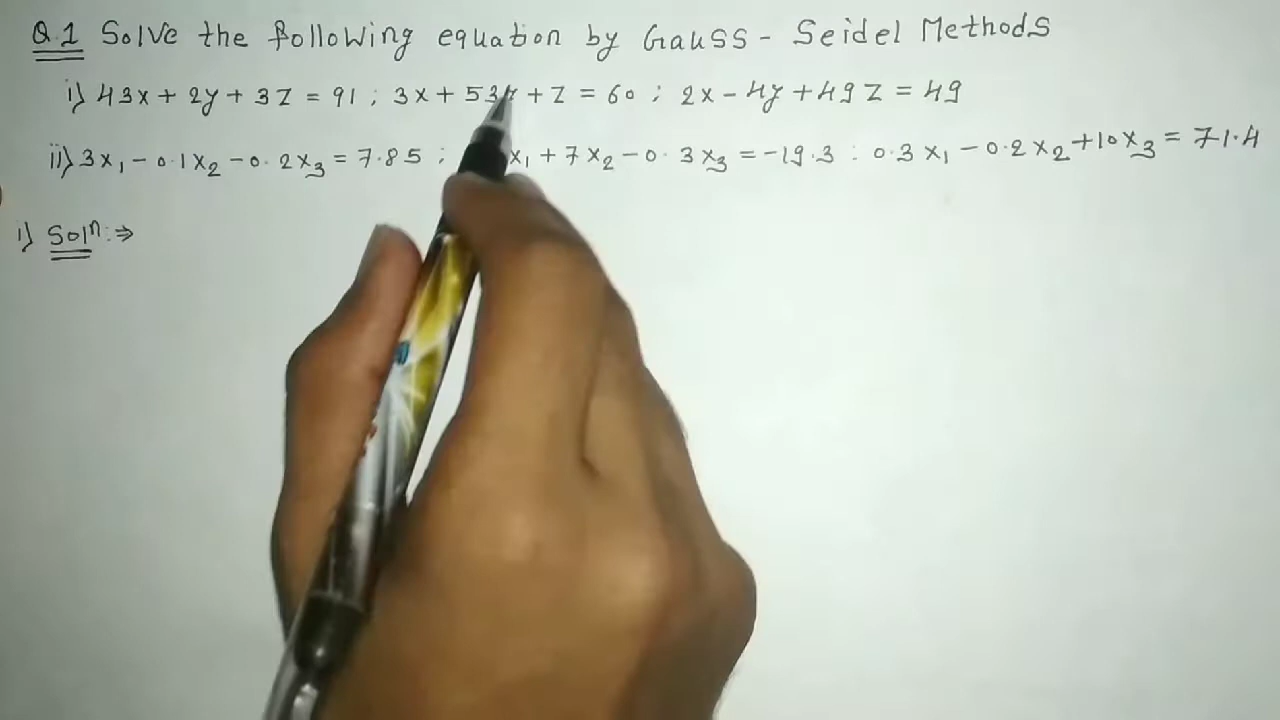 Q.1 Solve the following equation by Gauss - Seidel Methods
i) 43x + 2y + 3z = 91 ; 3x + 53y + z = 60 ; 2x - 4y + 49z = 49
ii) 3x₁ - 0.1x₂ - 0.2x₃ = 7.85 ; x₁ + 7x₂ - 0.3x₃ = -19.3 : 0.3x₁ - 0.2x₂ + 10x₃ = 71.4
i) Solⁿ:⇒